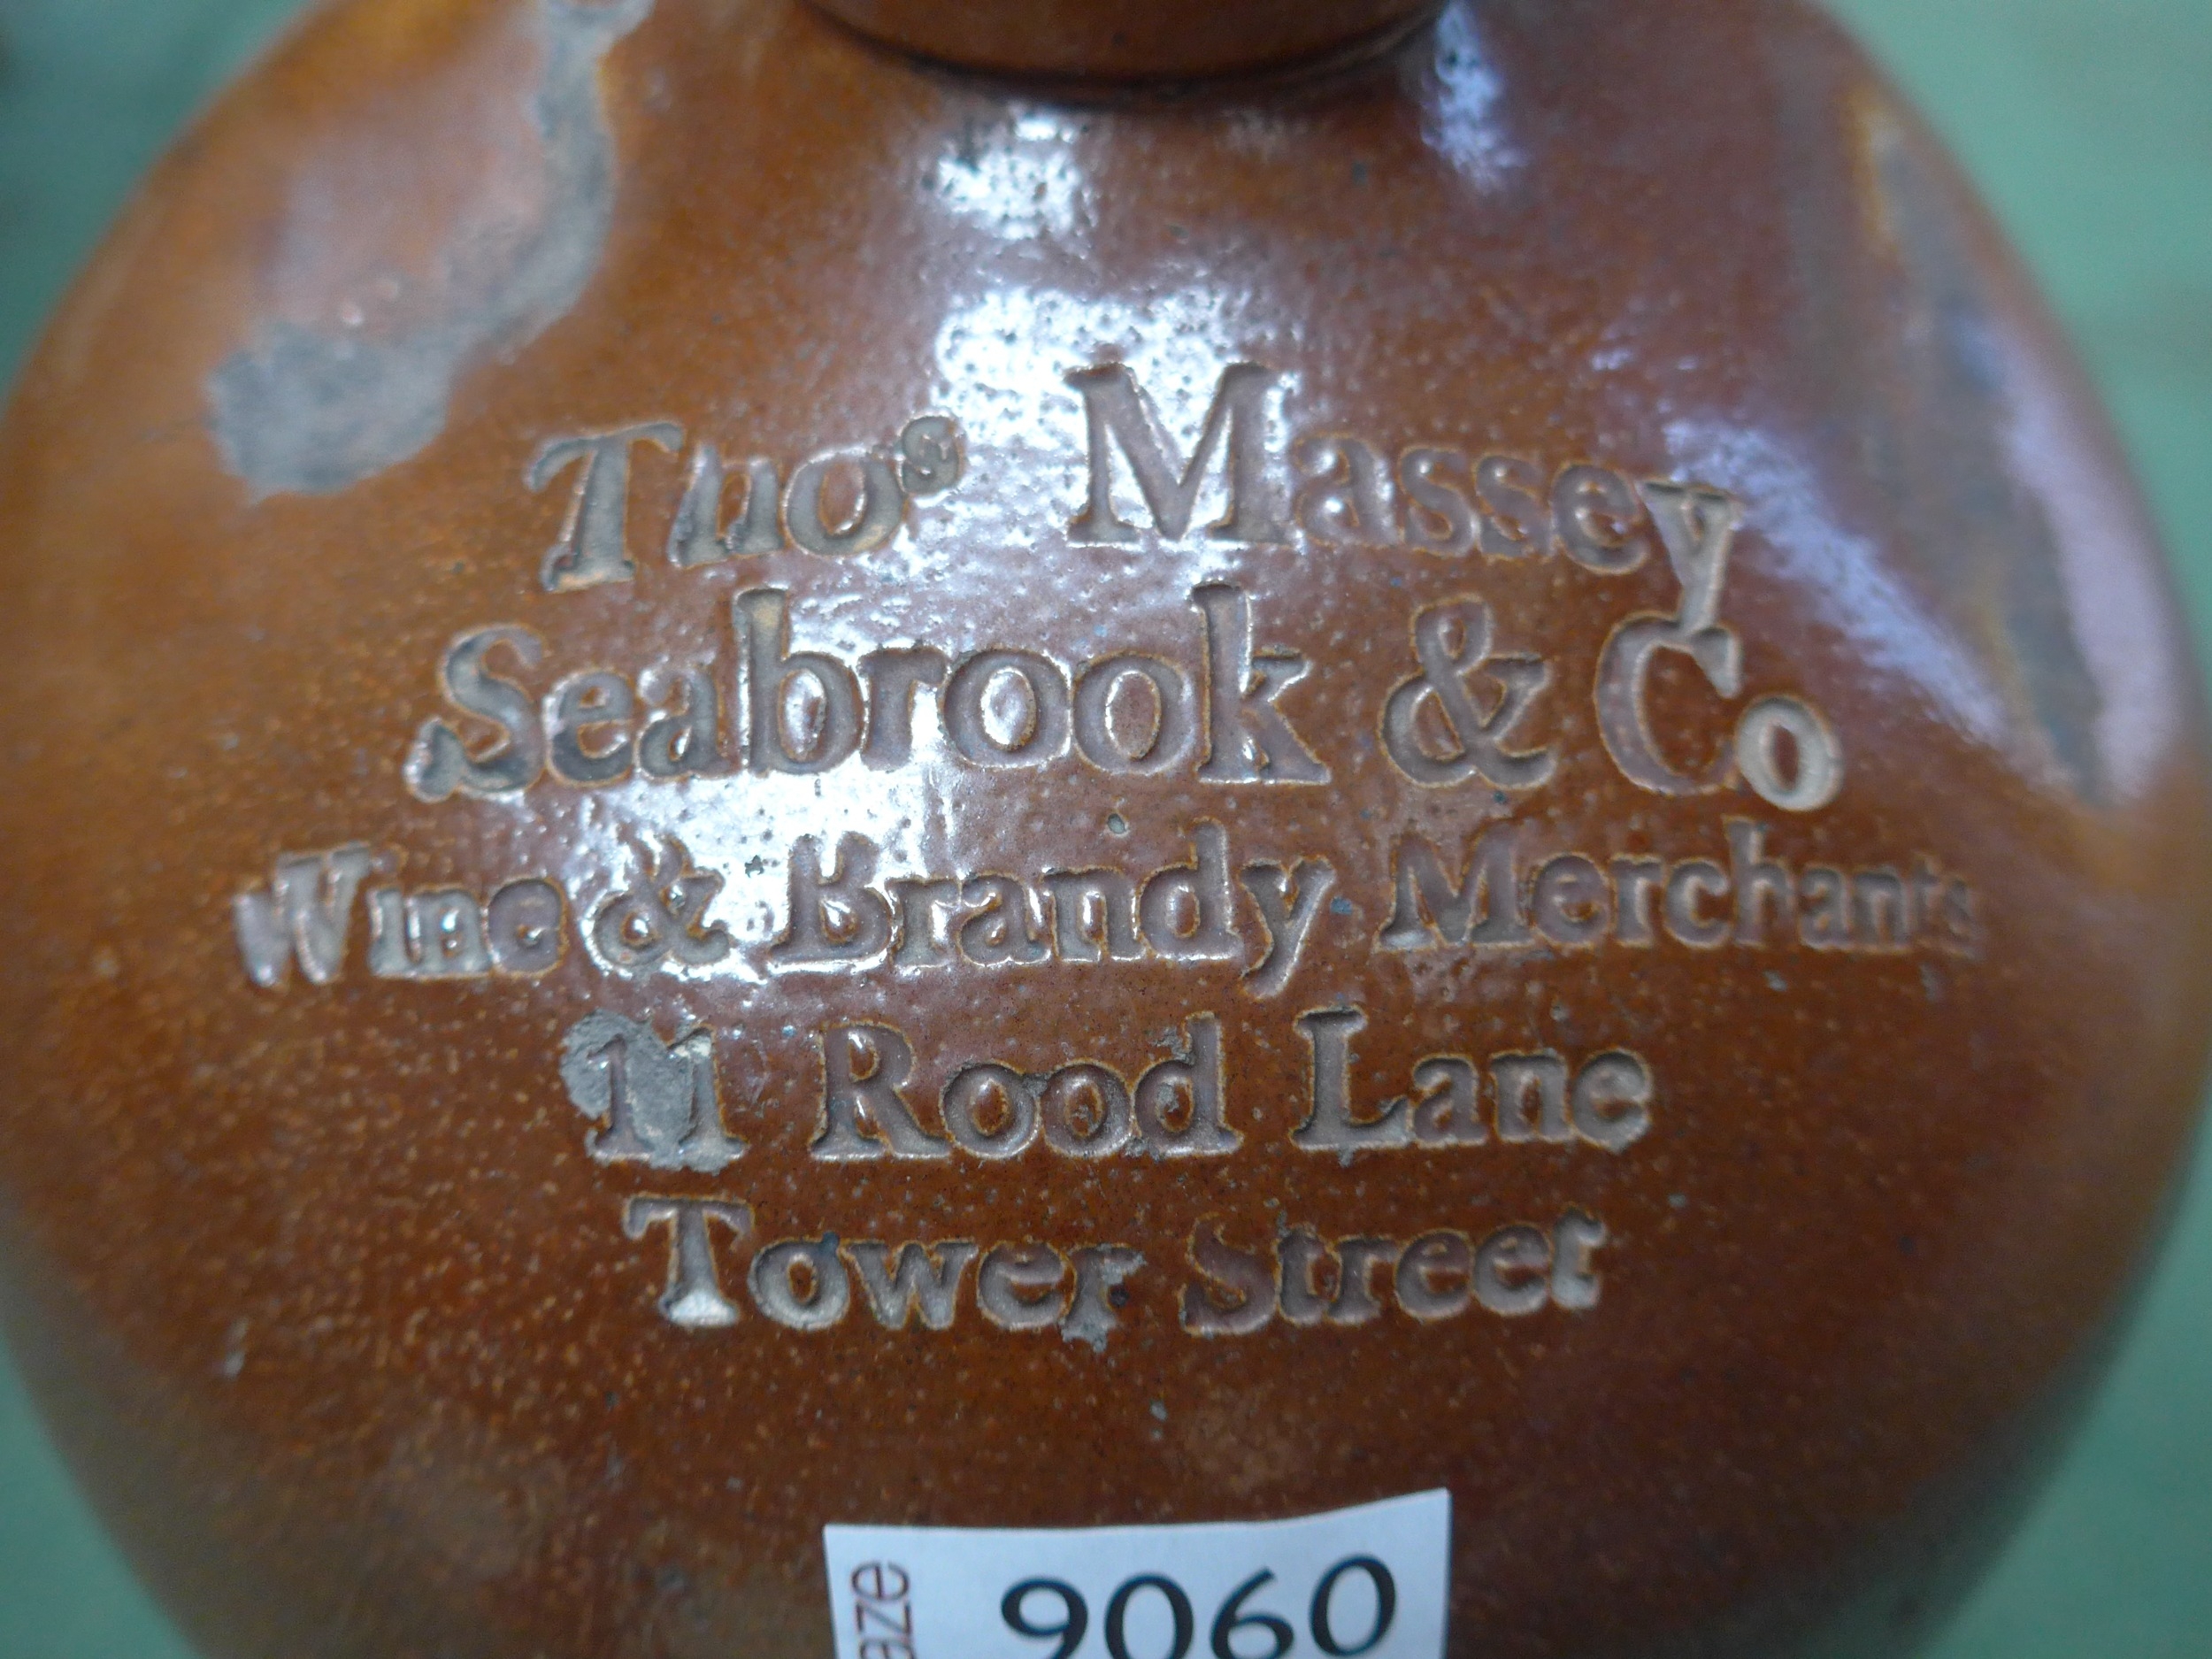 Thos Massey
Seabrook & Co
Wine & Brandy Merchants
11 Rood Lane
Tower Street
9060